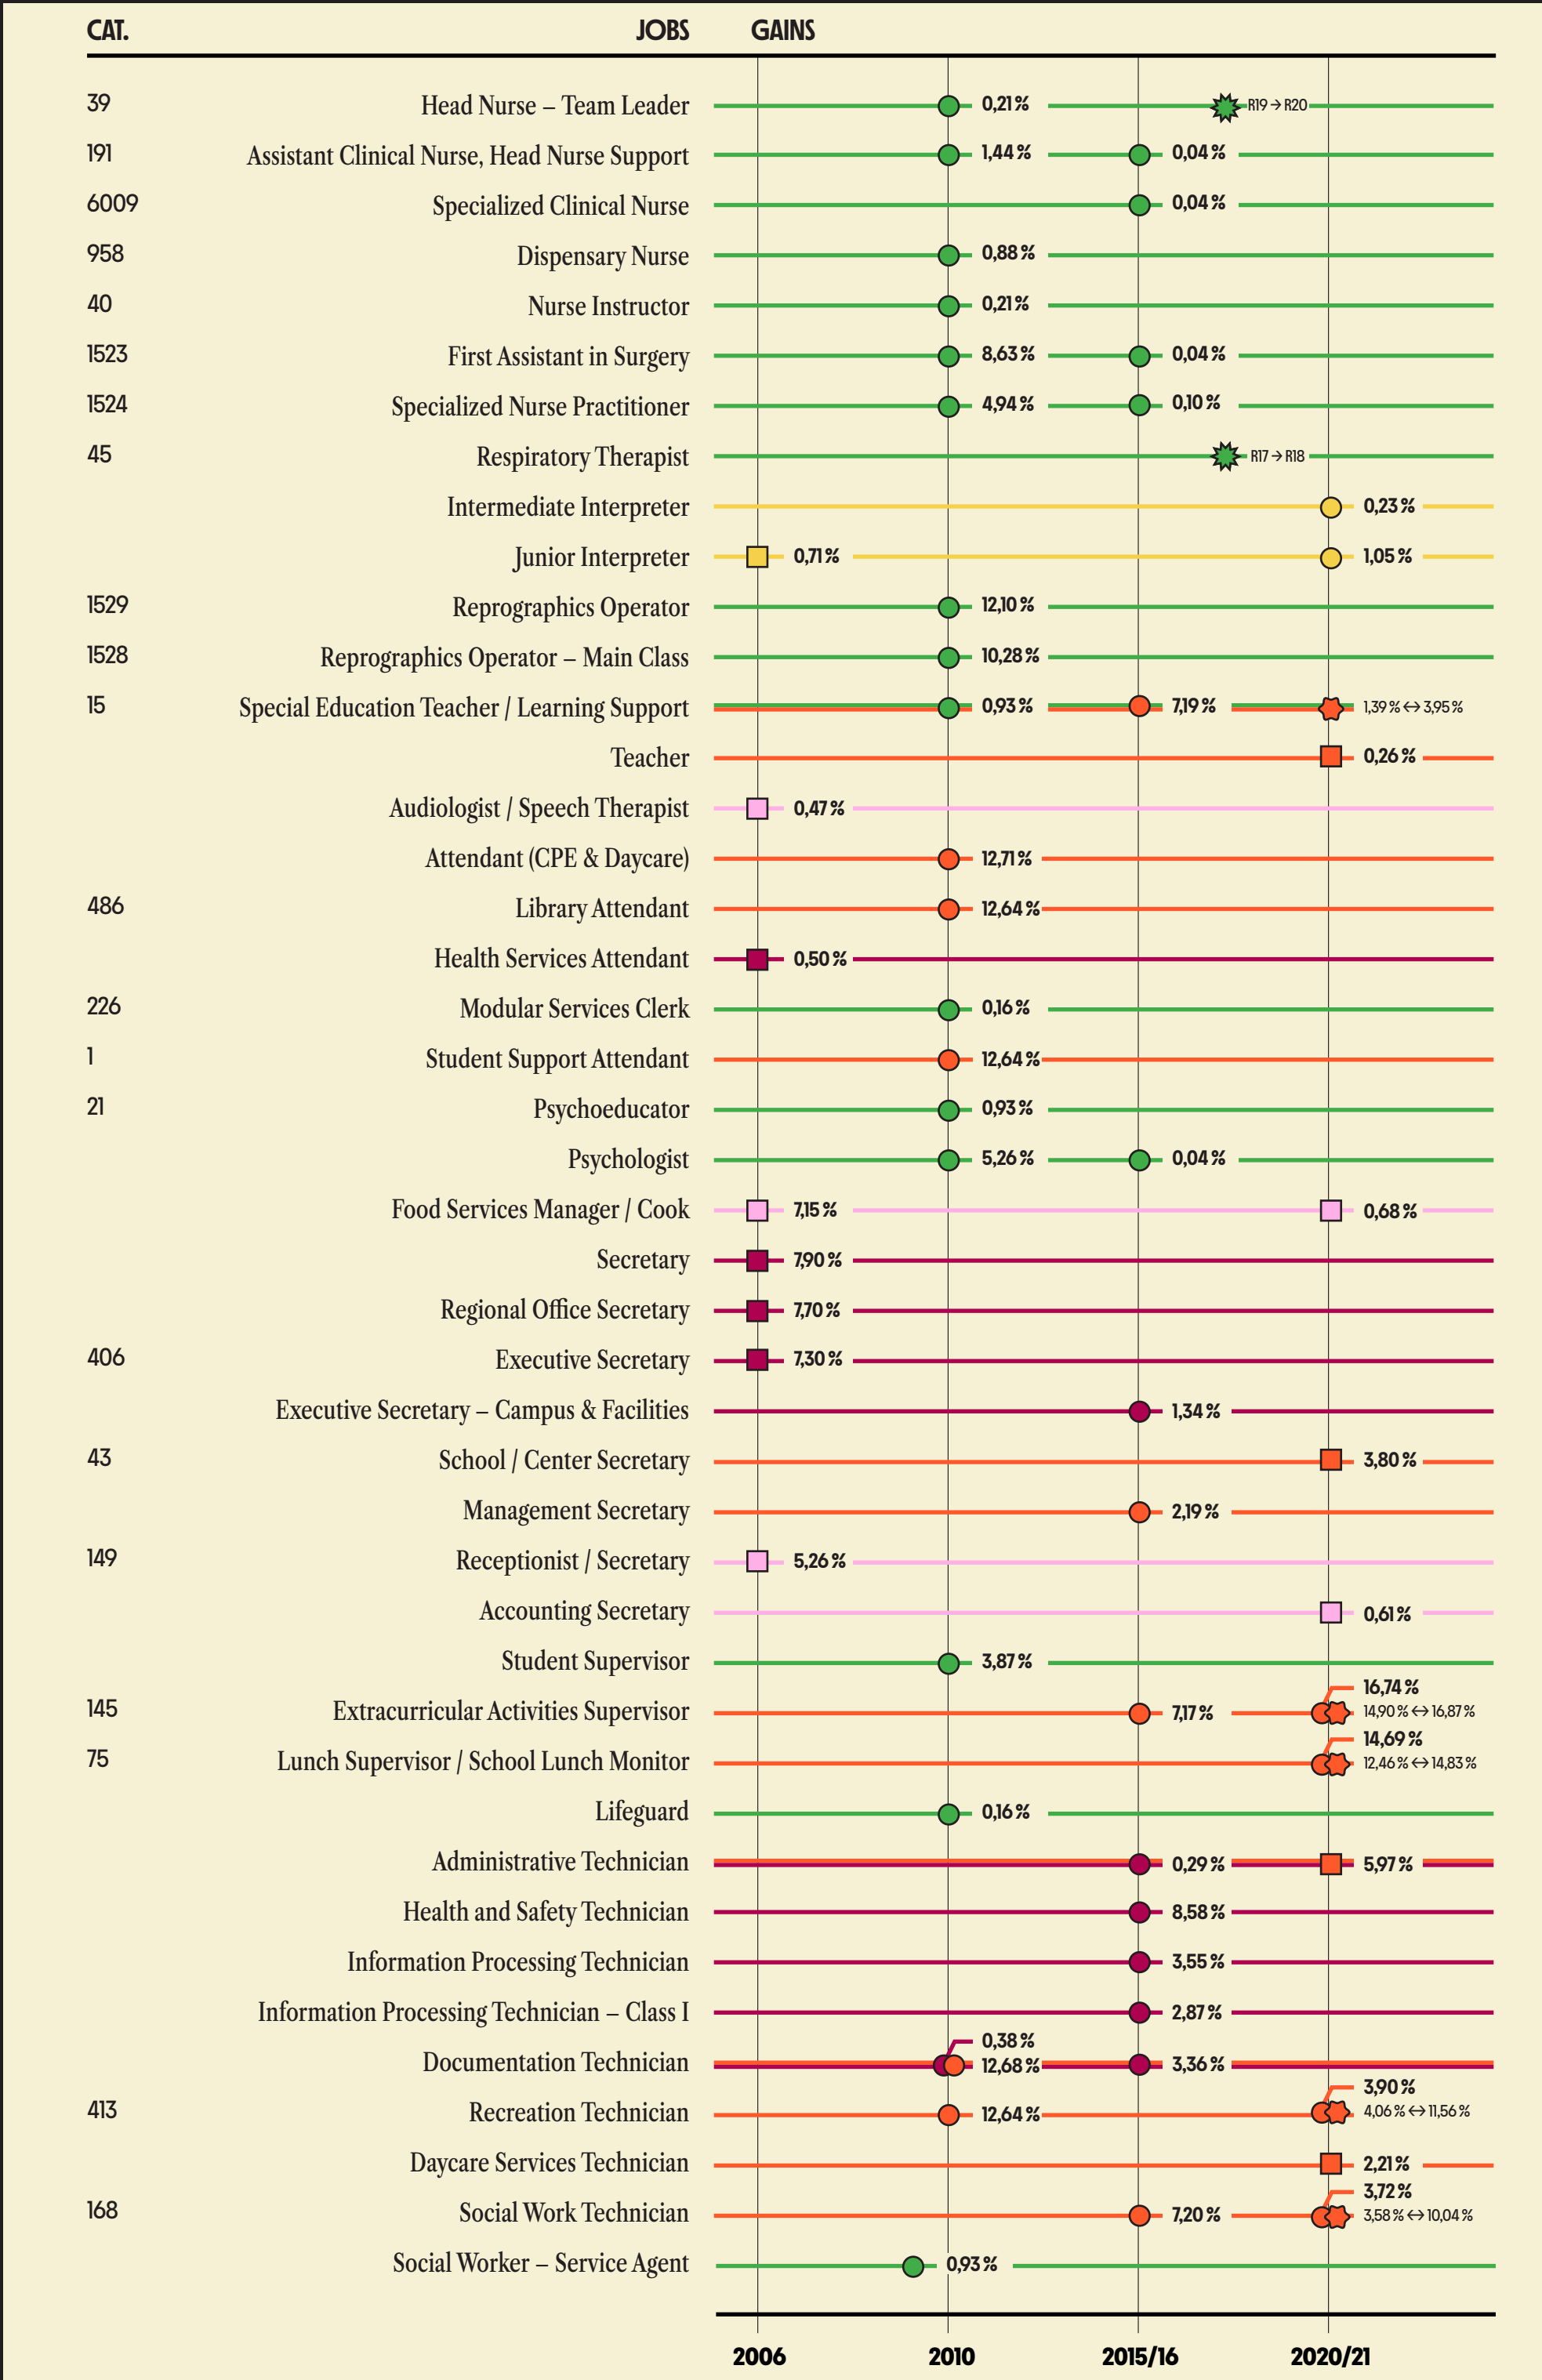 CAT. JOBS GAINS
39 Head Nurse – Team Leader 0,21 % R19 → R20
191 Assistant Clinical Nurse, Head Nurse Support 1,44 % 0,04 %
6009 Specialized Clinical Nurse 0,04 %
958 Dispensary Nurse 0,88 %
40 Nurse Instructor 0,21 %
1523 First Assistant in Surgery 8,63 % 0,04 %
1524 Specialized Nurse Practitioner 4,94 % 0,10 %
45 Respiratory Therapist R17 → R18
Intermediate Interpreter 0,23 %
Junior Interpreter 0,71 % 1,05 %
1529 Reprographics Operator 12,10 %
1528 Reprographics Operator – Main Class 10,28 %
15 Special Education Teacher / Learning Support 0,93 % 7,19 % 1,39 % ↔ 3,95 %
Teacher 0,26 %
Audiologist / Speech Therapist 0,47 %
Attendant (CPE & Daycare) 12,71 %
486 Library Attendant 12,64 %
Health Services Attendant 0,50 %
226 Modular Services Clerk 0,16 %
1 Student Support Attendant 12,64 %
21 Psychoeducator 0,93 %
Psychologist 5,26 % 0,04 %
Food Services Manager / Cook 7,15 % 0,68 %
Secretary 7,90 %
Regional Office Secretary 7,70 %
406 Executive Secretary 7,30 %
Executive Secretary – Campus & Facilities 1,34 %
43 School / Center Secretary 3,80 %
Management Secretary 2,19 %
149 Receptionist / Secretary 5,26 %
Accounting Secretary 0,61 %
Student Supervisor 3,87 %
16,74 %
145 Extracurricular Activities Supervisor 7,17 % 14,90 % ↔ 16,87 %
14,69 %
75 Lunch Supervisor / School Lunch Monitor 12,46 % ↔ 14,83 %
Lifeguard 0,16 %
Administrative Technician 0,29 % 5,97 %
Health and Safety Technician 8,58 %
Information Processing Technician 3,55 %
Information Processing Technician – Class I 2,87 %
0,38 %
Documentation Technician 12,68 % 3,36 %
3,90 %
413 Recreation Technician 12,64 % 4,06 % ↔ 11,56 %
Daycare Services Technician 2,21 %
3,72 %
168 Social Work Technician 7,20 % 3,58 % ↔ 10,04 %
Social Worker – Service Agent 0,93 %
2006 2010 2015/16 2020/21